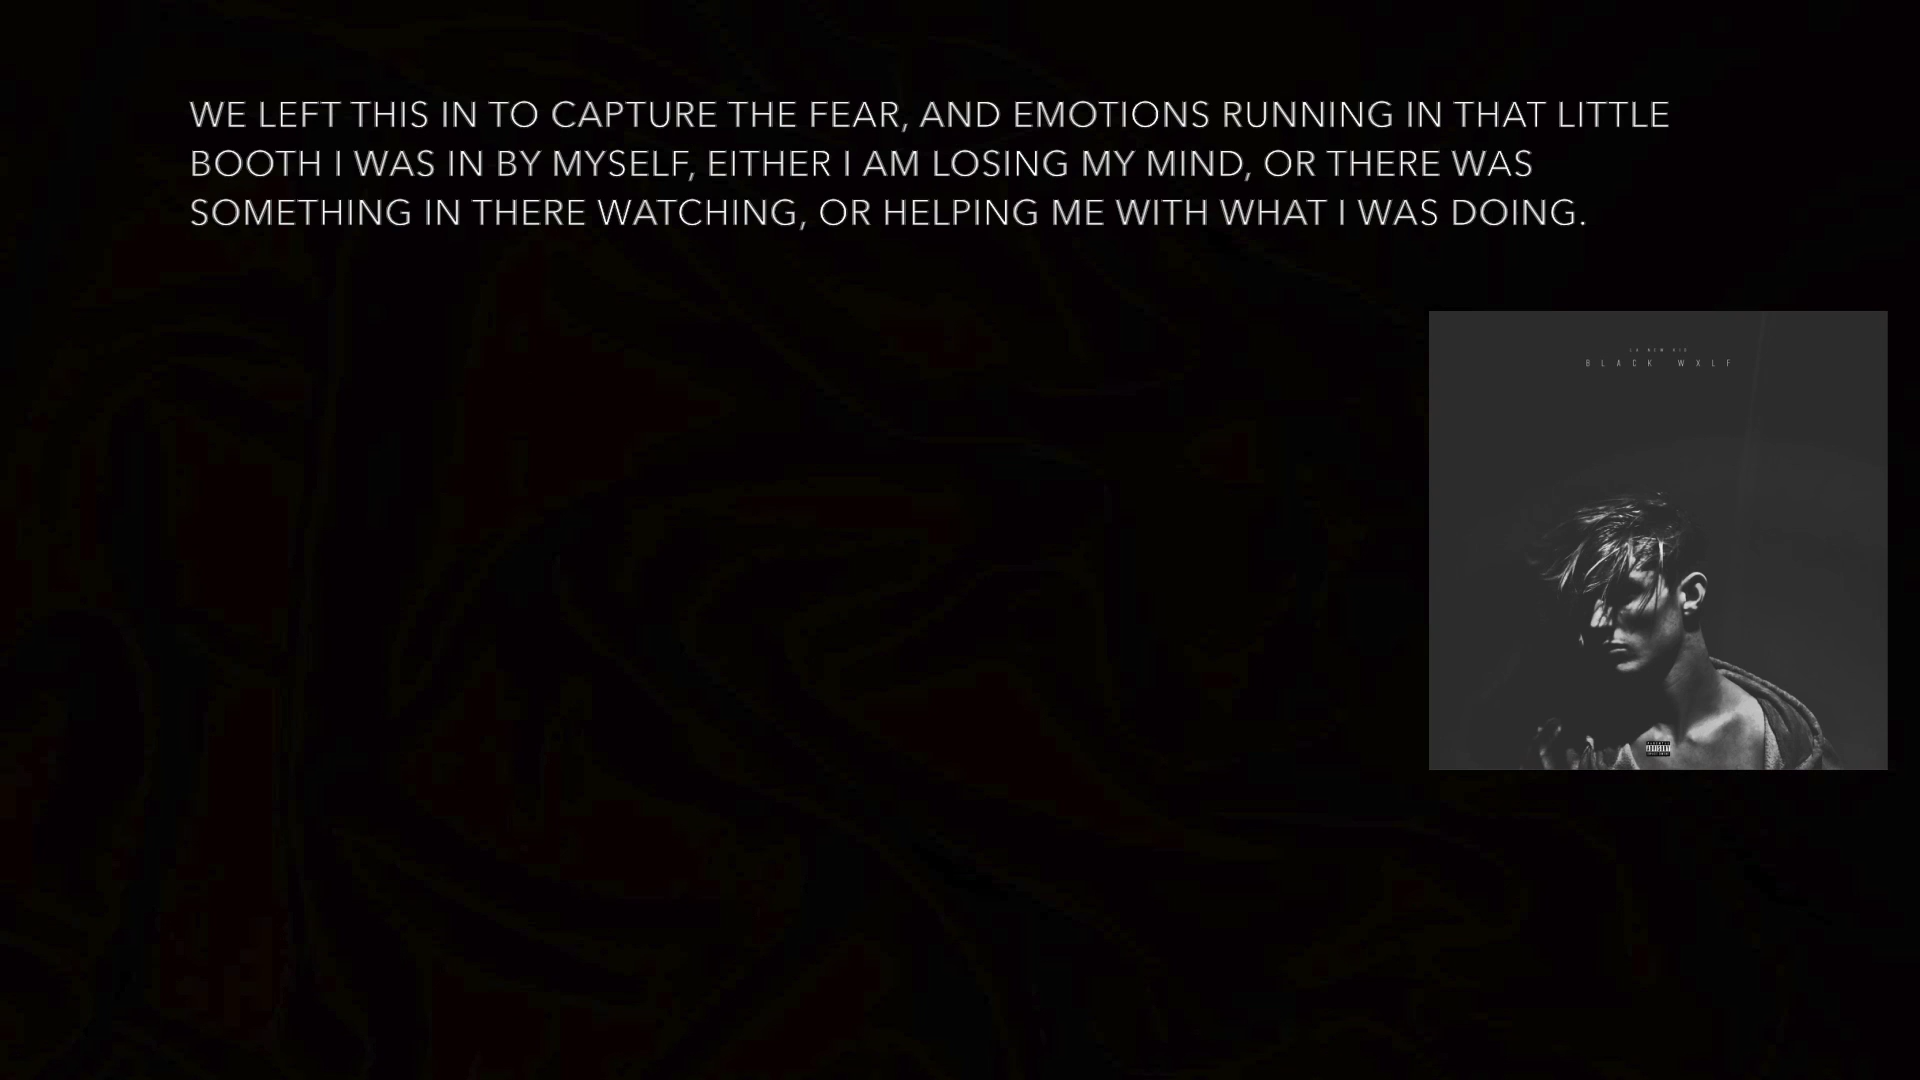 WE LEFT THIS IN TO CAPTURE THE FEAR, AND EMOTIONS RUNNING IN THAT LITTLE
BOOTH I WAS IN BY MYSELF, EITHER I AM LOSING MY MIND, OR THERE WAS
SOMETHING IN THERE WATCHING, OR HELPING ME WITH WHAT I WAS DOING.
BLACK WXLF